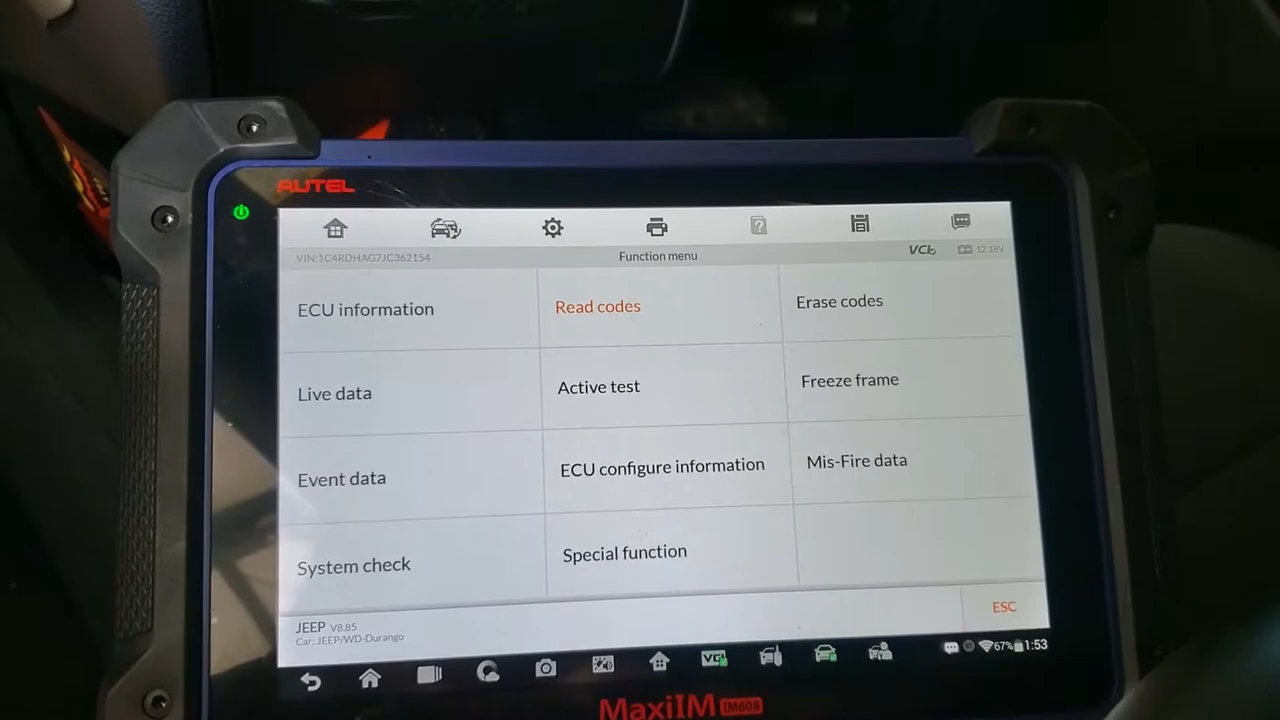 AUTEL
VIN:1C4RDHAG7JC362154
Function menu
VCI
12.18V
ECU information
Read codes
Erase codes
Live data
Active test
Freeze frame
Event data
ECU configure information
Mis-Fire data
System check
Special function
JEEP V8.85
Car: JEEP/WD-Durango
ESC
VCI
67%
1:53
MaxiIM IM608